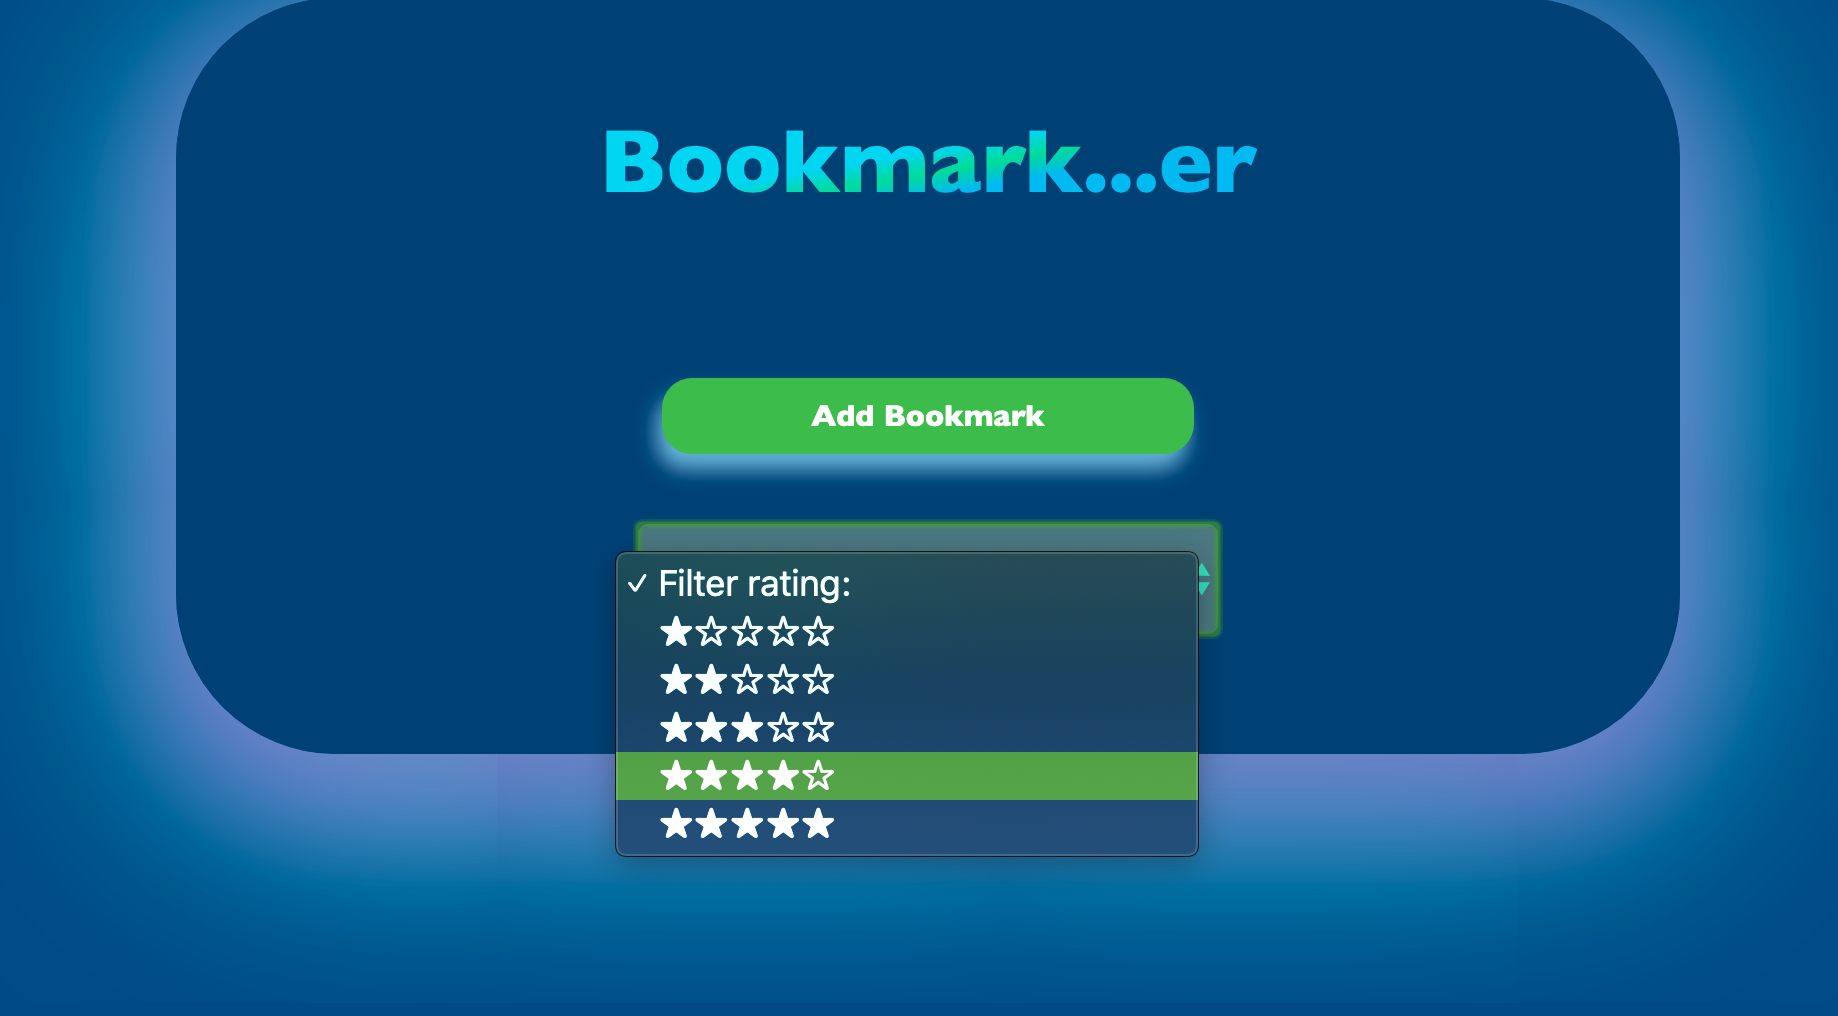 Bookmark...er
Add Bookmark
✓ Filter rating:
★☆☆☆☆
★★☆☆☆
★★★☆☆
★★★★☆
★★★★★